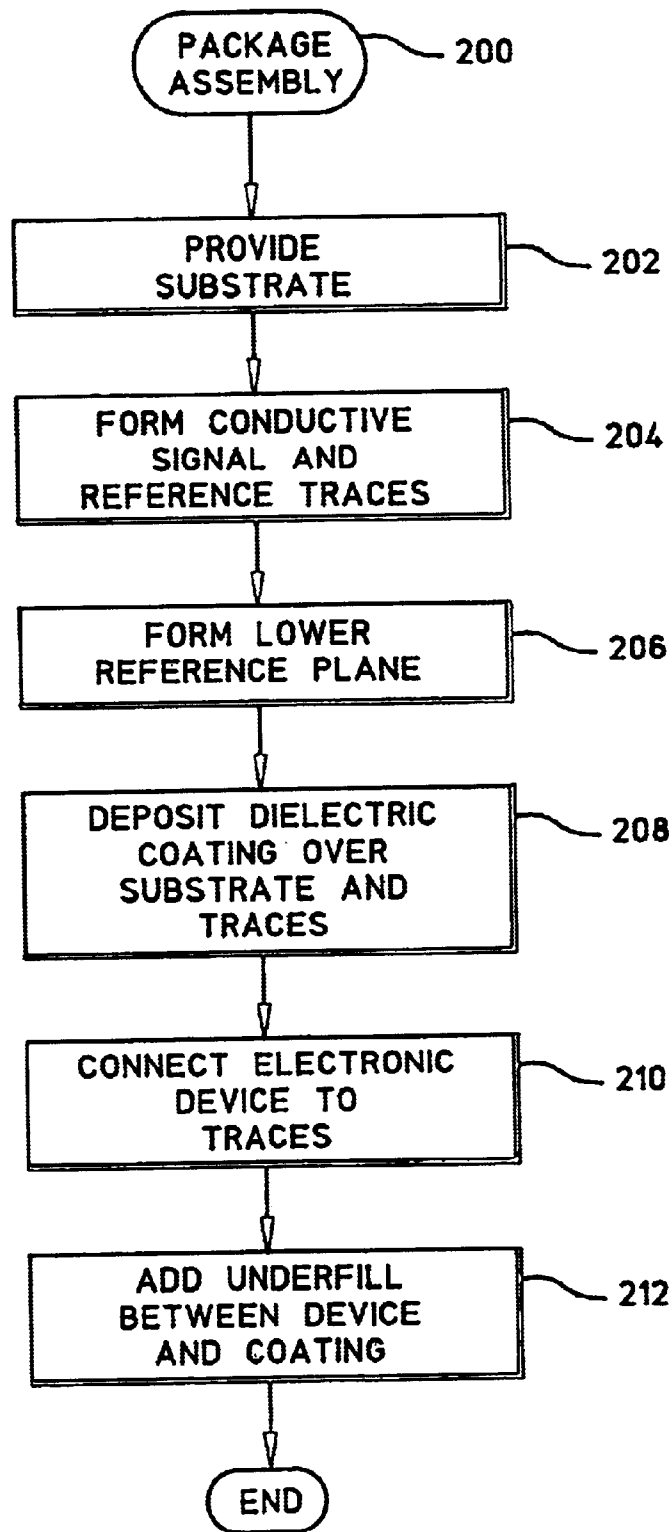 PACKAGE
ASSEMBLY
200
PROVIDE
SUBSTRATE
202
FORM CONDUCTIVE
SIGNAL AND
REFERENCE TRACES
204
FORM LOWER
REFERENCE PLANE
206
DEPOSIT DIELECTRIC
COATING OVER
SUBSTRATE AND
TRACES
208
CONNECT ELECTRONIC
DEVICE TO
TRACES
210
ADD UNDERFILL
BETWEEN DEVICE
AND COATING
212
END